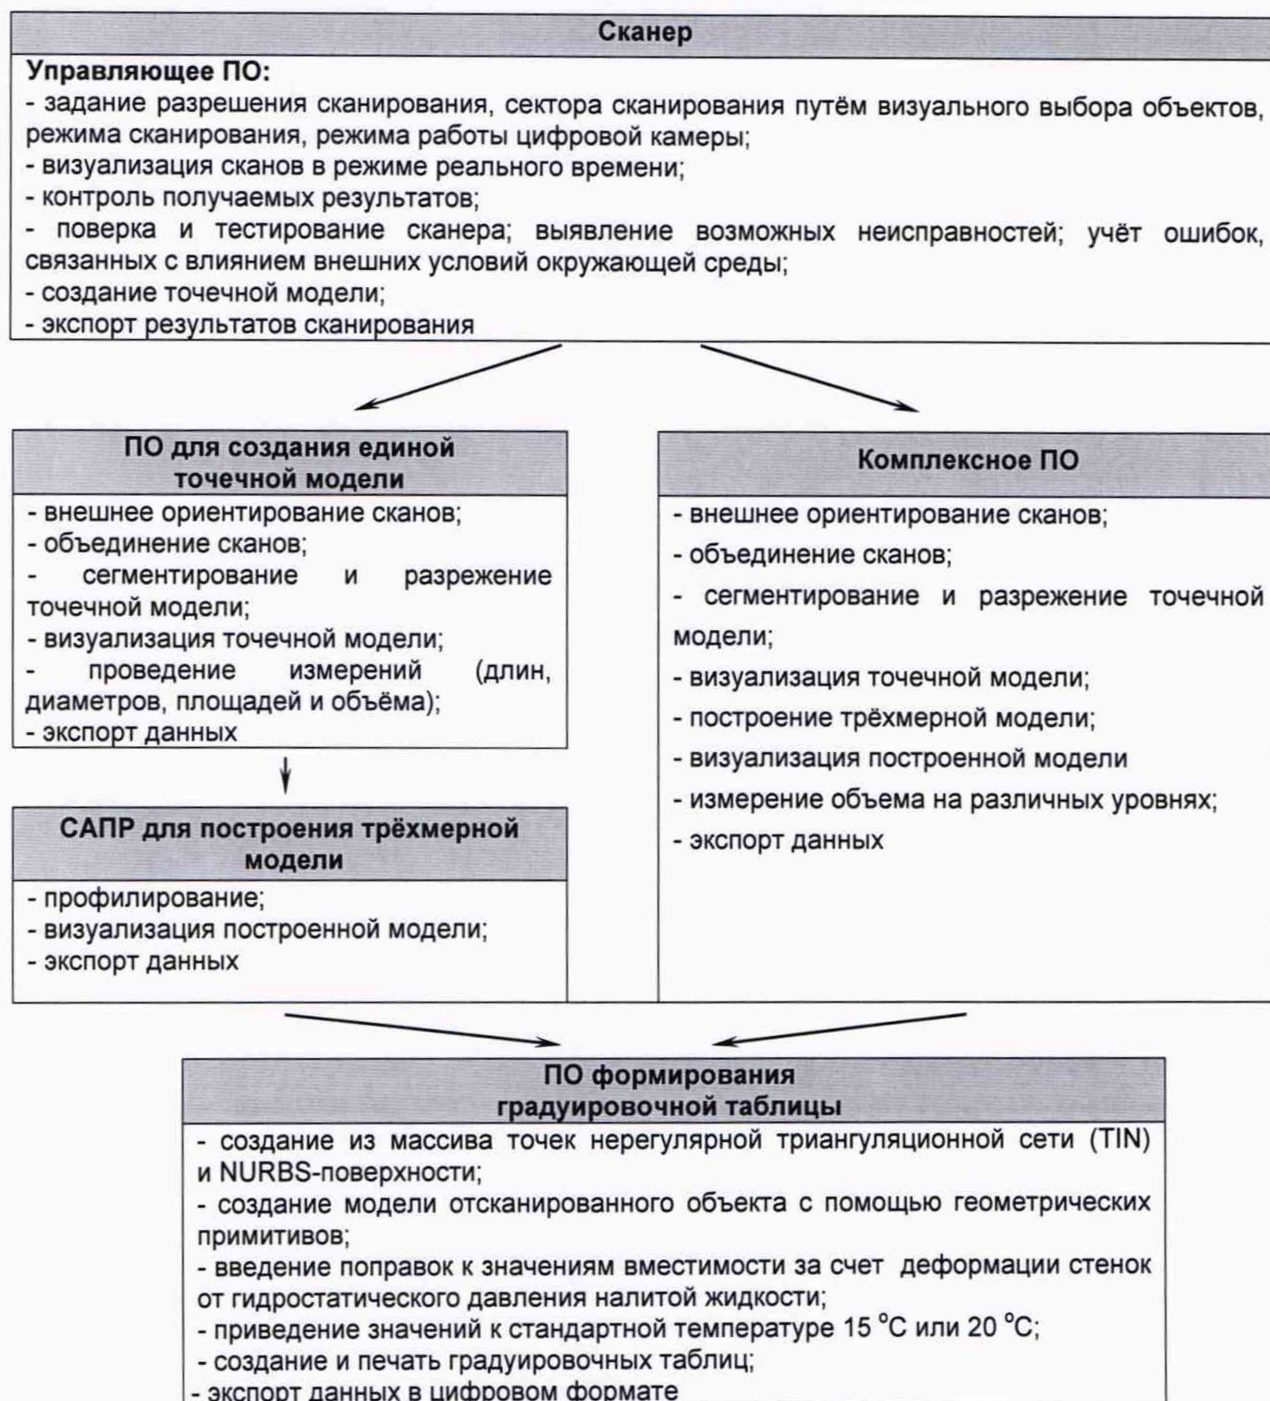 Сканер
Управляющее ПО:
- задание разрешения сканирования, сектора сканирования путём визуального выбора объектов,
режима сканирования, режима работы цифровой камеры;
- визуализация сканов в режиме реального времени;
- контроль получаемых результатов;
- поверка и тестирование сканера; выявление возможных неисправностей; учёт ошибок,
связанных с влиянием внешних условий окружающей среды;
- создание точечной модели;
- экспорт результатов сканирования
ПО для создания единой
точечной модели
- внешнее ориентирование сканов;
- объединение сканов;
- сегментирование и разрежение
точечной модели;
- визуализация точечной модели;
- проведение измерений (длин,
диаметров, площадей и объёма);
- экспорт данных
САПР для построения трёхмерной
модели
- профилирование;
- визуализация построенной модели;
- экспорт данных
Комплексное ПО
- внешнее ориентирование сканов;
- объединение сканов;
- сегментирование и разрежение точечной
модели;
- визуализация точечной модели;
- построение трёхмерной модели;
- визуализация построенной модели
- измерение объема на различных уровнях;
- экспорт данных
ПО формирования
градуировочной таблицы
- создание из массива точек нерегулярной триангуляционной сети (TIN)
и NURBS-поверхности;
- создание модели отсканированного объекта с помощью геометрических
примитивов;
- введение поправок к значениям вместимости за счет деформации стенок
от гидростатического давления налитой жидкости;
- приведение значений к стандартной температуре 15 °C или 20 °C;
- создание и печать градуировочных таблиц;
- экспорт данных в цифровом формате